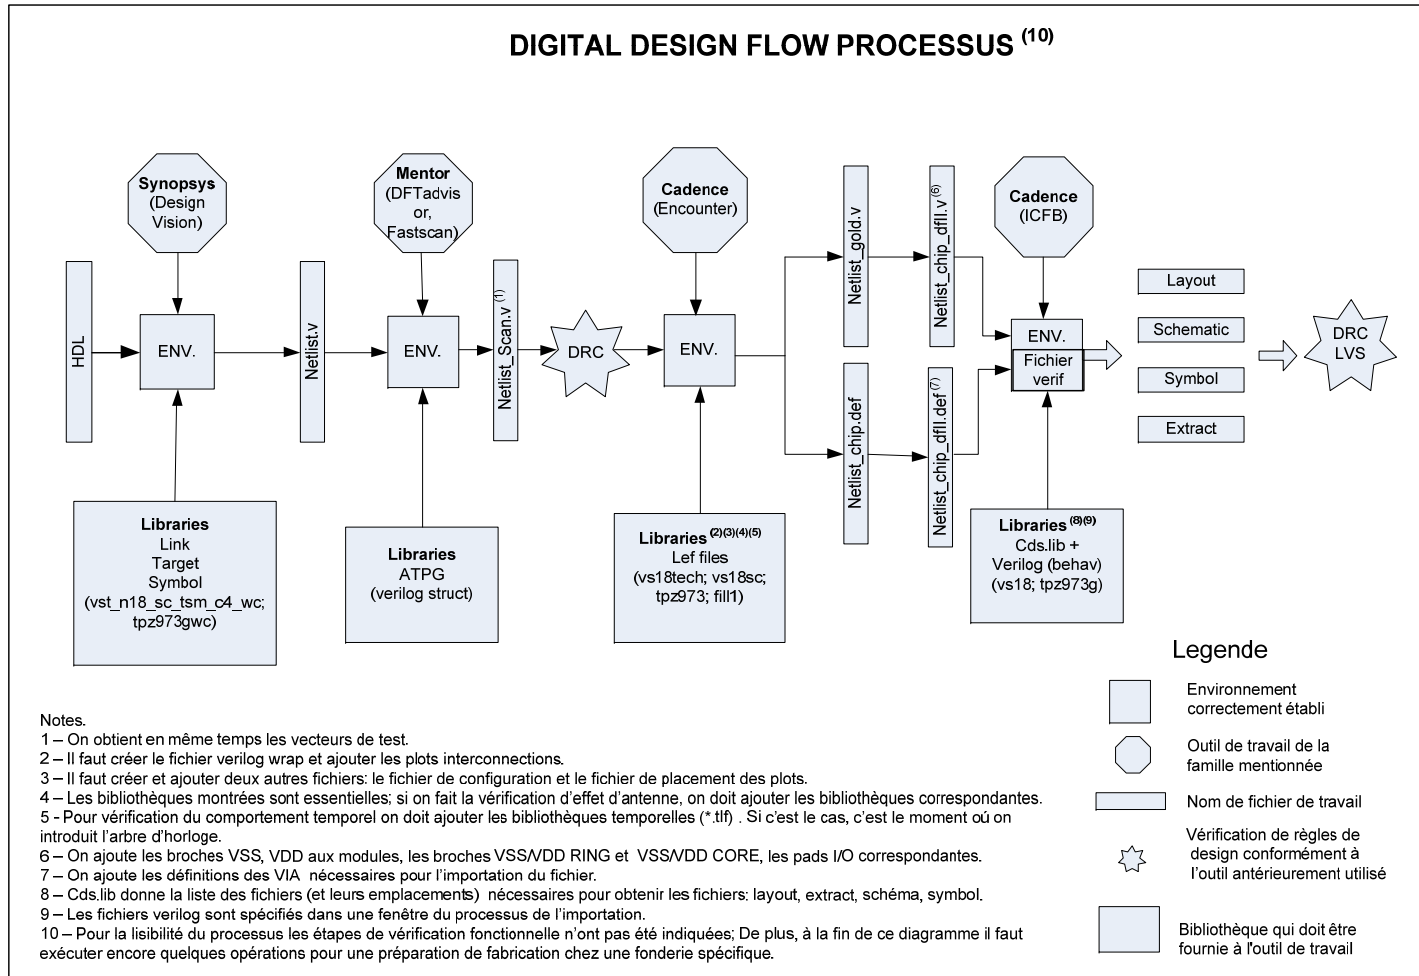 DIGITAL DESIGN FLOW PROCESSUS (10)
Synopsys
(Design
Vision)
Mentor
(DFTadvis
or,
Fastscan)
Cadence
(Encounter)
Cadence
(ICFB)
HDL
ENV.
Netlist.v
ENV.
Netlist_Scan.v (1)
DRC
ENV.
Netlist_gold.v
Netlist_chip_dfII.v (6)
Netlist_chip.def
Netlist_chip_dfII.def (7)
ENV.
Fichier
verif
Layout
Schematic
Symbol
Extract
DRC
LVS
Libraries
Link
Target
Symbol
(vst_n18_sc_tsm_c4_wc;
tpz973gwc)
Libraries
ATPG
(verilog struct)
Libraries (2)(3)(4)(5)
Lef files
(vs18tech; vs18sc;
tpz973; fill1)
Libraries (8)(9)
Cds.lib +
Verilog (behav)
(vs18; tpz973g)
Legende
Environnement
correctement établi
Outil de travail de la
famille mentionnée
Nom de fichier de travail
Vérification de règles de
design conformément à
l'outil antérieurement utilisé
Bibliothèque qui doit être
fournie à l'outil de travail
Notes.
1 – On obtient en même temps les vecteurs de test.
2 – Il faut créer le fichier verilog wrap et ajouter les plots interconnections.
3 – Il faut créer et ajouter deux autres fichiers: le fichier de configuration et le fichier de placement des plots.
4 – Les bibliothèques montrées sont essentielles; si on fait la vérification d'effet d'antenne, on doit ajouter les bibliothèques correspondantes.
5 - Pour vérification du comportement temporel on doit ajouter les bibliothèques temporelles (*.tlf) . Si c'est le cas, c'est le moment oú on
introduit l'arbre d'horloge.
6 – On ajoute les broches VSS, VDD aux modules, les broches VSS/VDD RING et VSS/VDD CORE, les pads I/O correspondantes.
7 – On ajoute les définitions des VIA nécessaires pour l'importation du fichier.
8 – Cds.lib donne la liste des fichiers (et leurs emplacements) nécessaires pour obtenir les fichiers: layout, extract, schéma, symbol.
9 – Les fichiers verilog sont spécifiés dans une fenêtre du processus de l'importation.
10 – Pour la lisibilité du processus les étapes de vérification fonctionnelle n'ont pas été indiquées; De plus, à la fin de ce diagramme il faut
exécuter encore quelques opérations pour une préparation de fabrication chez une fonderie spécifique.